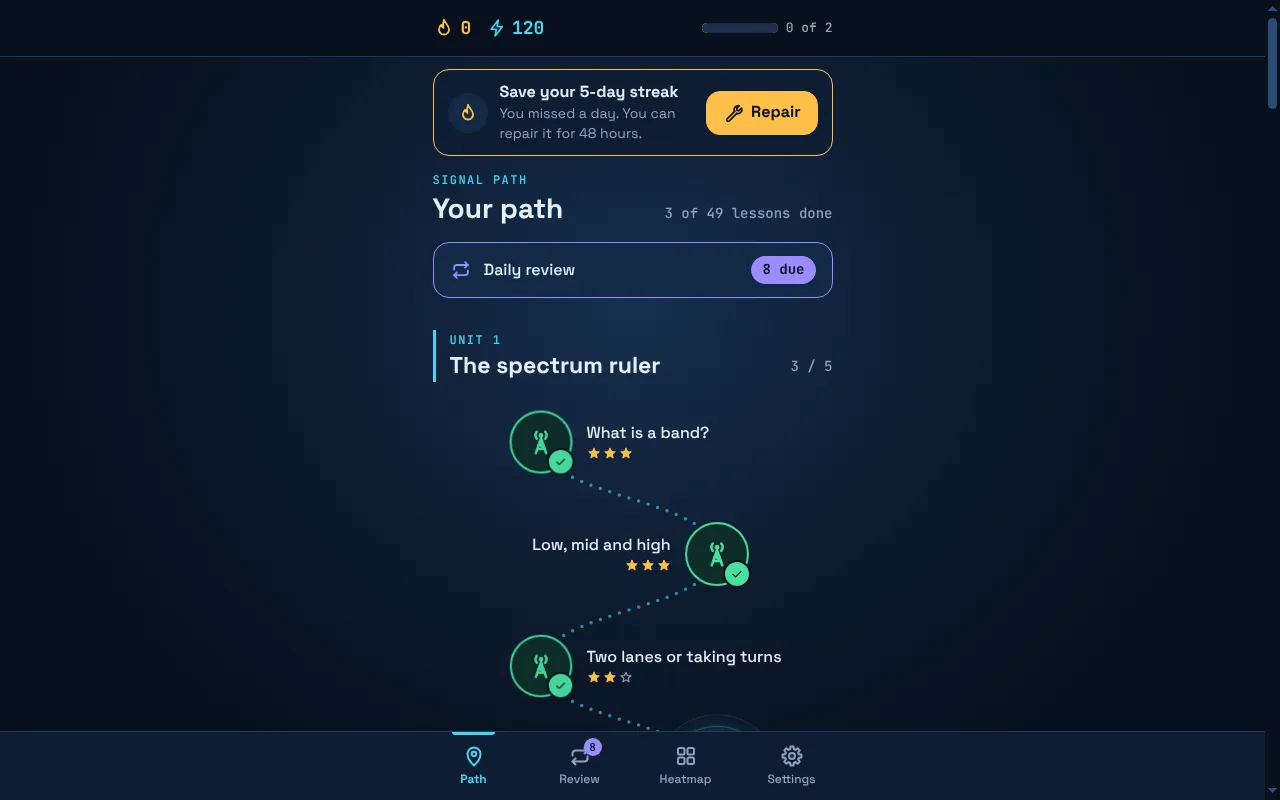 0 120 0 of 2
Save your 5-day streak
You missed a day. You can
repair it for 48 hours.
Repair
SIGNAL PATH
Your path 3 of 49 lessons done
Daily review 8 due
UNIT 1
The spectrum ruler 3 / 5
What is a band?
Low, mid and high
Two lanes or taking turns
8
Path Review Heatmap Settings